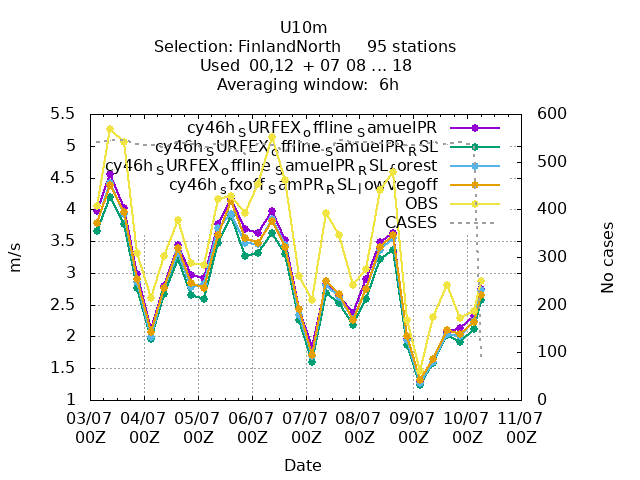 U10m
Selection: FinlandNorth 95 stations
Used 00,12 + 07 08 ... 18
Averaging window: 6h
cy46h_SURFEX_offline_SamuelPR
cy46h_SURFEX_offline_SamuelPR_RSL
cy46h_SURFEX_offline_SamuelPR_RSL_forest
cy46h_sfxoff_SamPR_RSL_lowvegoff
OBS
CASES
m/s
5.5
5
4.5
4
3.5
3
2.5
2
1.5
1
600
500
400
300
200
100
0
No cases
03/07 04/07 05/07 06/07 07/07 08/07 09/07 10/07 11/07
00Z 00Z 00Z 00Z 00Z 00Z 00Z 00Z 00Z
Date